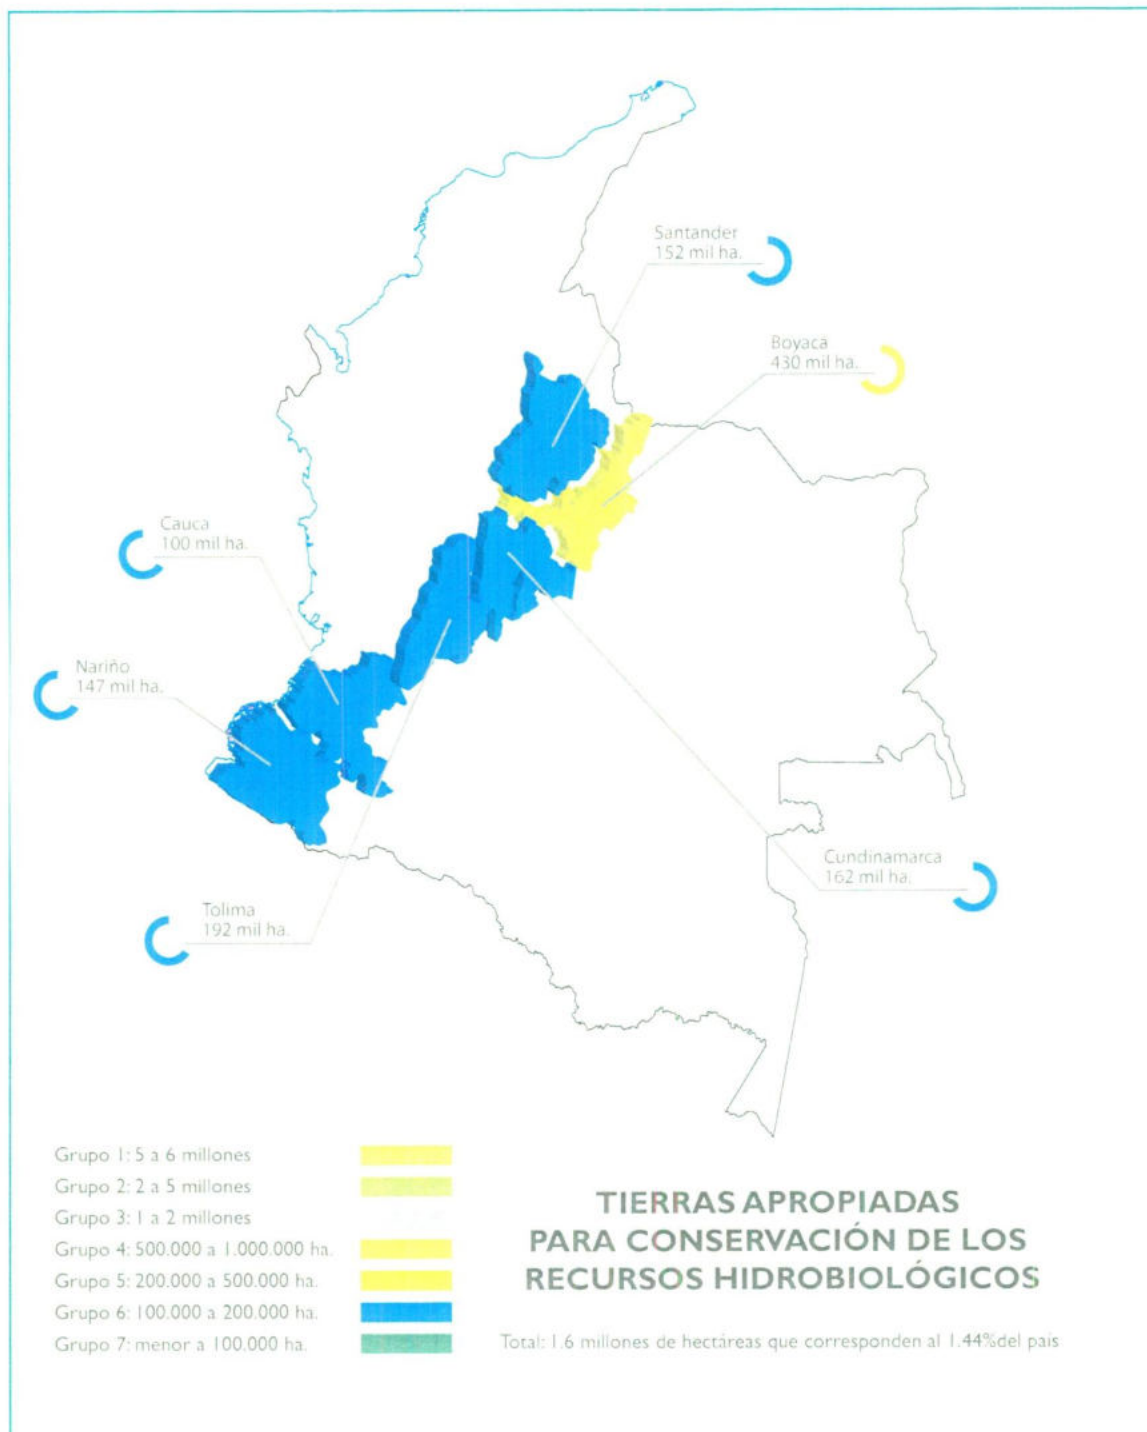 Santander
152 mil ha.
Boyacá
430 mil ha.
Cauca
100 mil ha.
Nariño
147 mil ha.
Cundinamarca
162 mil ha.
Tolima
192 mil ha.
Grupo 1: 5 a 6 millones
Grupo 2: 2 a 5 millones
Grupo 3: 1 a 2 millones
Grupo 4: 500.000 a 1.000.000 ha.
Grupo 5: 200.000 a 500.000 ha.
Grupo 6: 100.000 a 200.000 ha.
Grupo 7: menor a 100.000 ha.
TIERRAS APROPIADAS
PARA CONSERVACIÓN DE LOS
RECURSOS HIDROBIOLÓGICOS
Total: 1.6 millones de hectáreas que corresponden al 1.44%del país